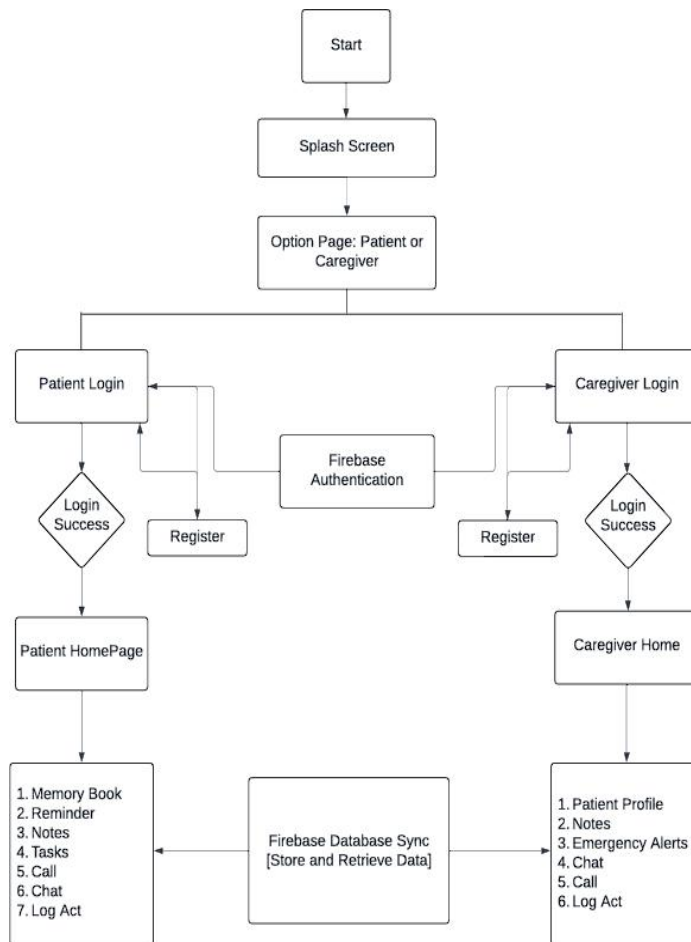 Start
Splash Screen
Option Page: Patient or
Caregiver
Patient Login
Caregiver Login
Firebase
Authentication
Login
Success
Login
Success
Register
Register
Patient HomePage
Caregiver Home
1. Memory Book
2. Reminder
3. Notes
4. Tasks
5. Call
6. Chat
7. Log Act
Firebase Database Sync
[Store and Retrieve Data]
1. Patient Profile
2. Notes
3. Emergency Alerts
4. Chat
5. Call
6. Log Act